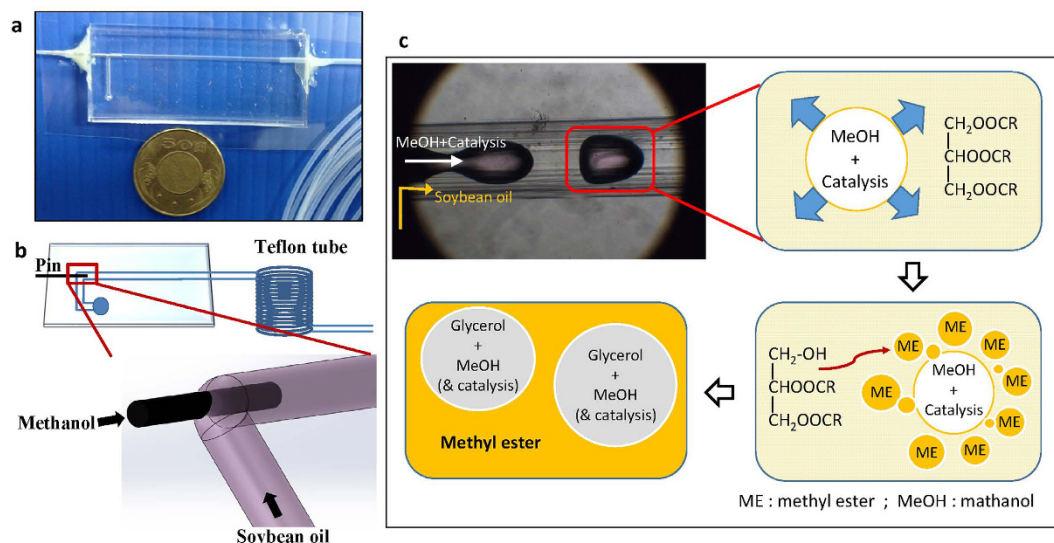 a
b
Pin
Teflon tube
Methanol
Soybean oil
c
MeOH+Catalysis
Soybean oil
MeOH
+
Catalysis
CH₂OOCR
CHOOCR
CH₂OOCR
CH₂-OH
CHOOCR
CH₂OOCR
MeOH
+
Catalysis
ME
ME
ME
ME
ME
ME
ME
ME
ME : methyl ester ; MeOH : mathanol
Glycerol
+
MeOH
(& catalysis)
Glycerol
+
MeOH
(& catalysis)
Methyl ester